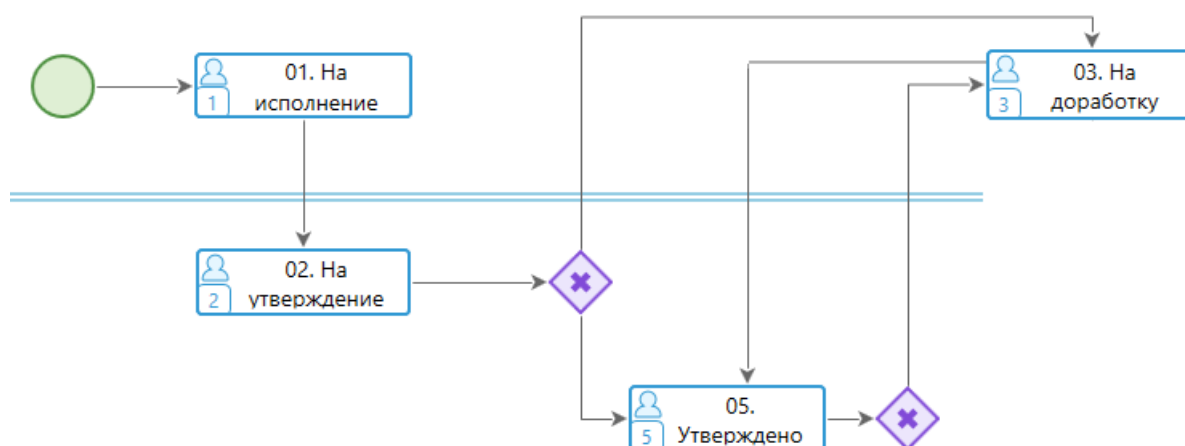 01. На
исполнение
1
03. На
доработку
3
02. На
утверждение
2
05.
Утверждено
5